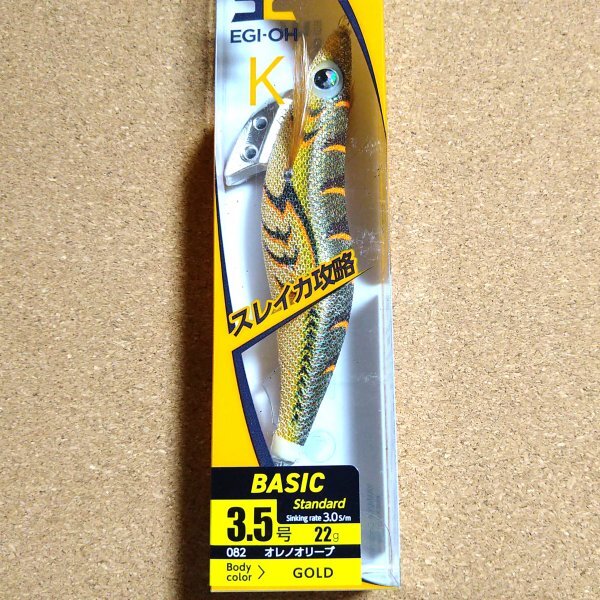 EGI-OH
K
スレイカ攻略
BASIC
Standard
3.5号
Sinking rate 3.0 S/m
22g
082 オレノオリーブ
Body color > GOLD